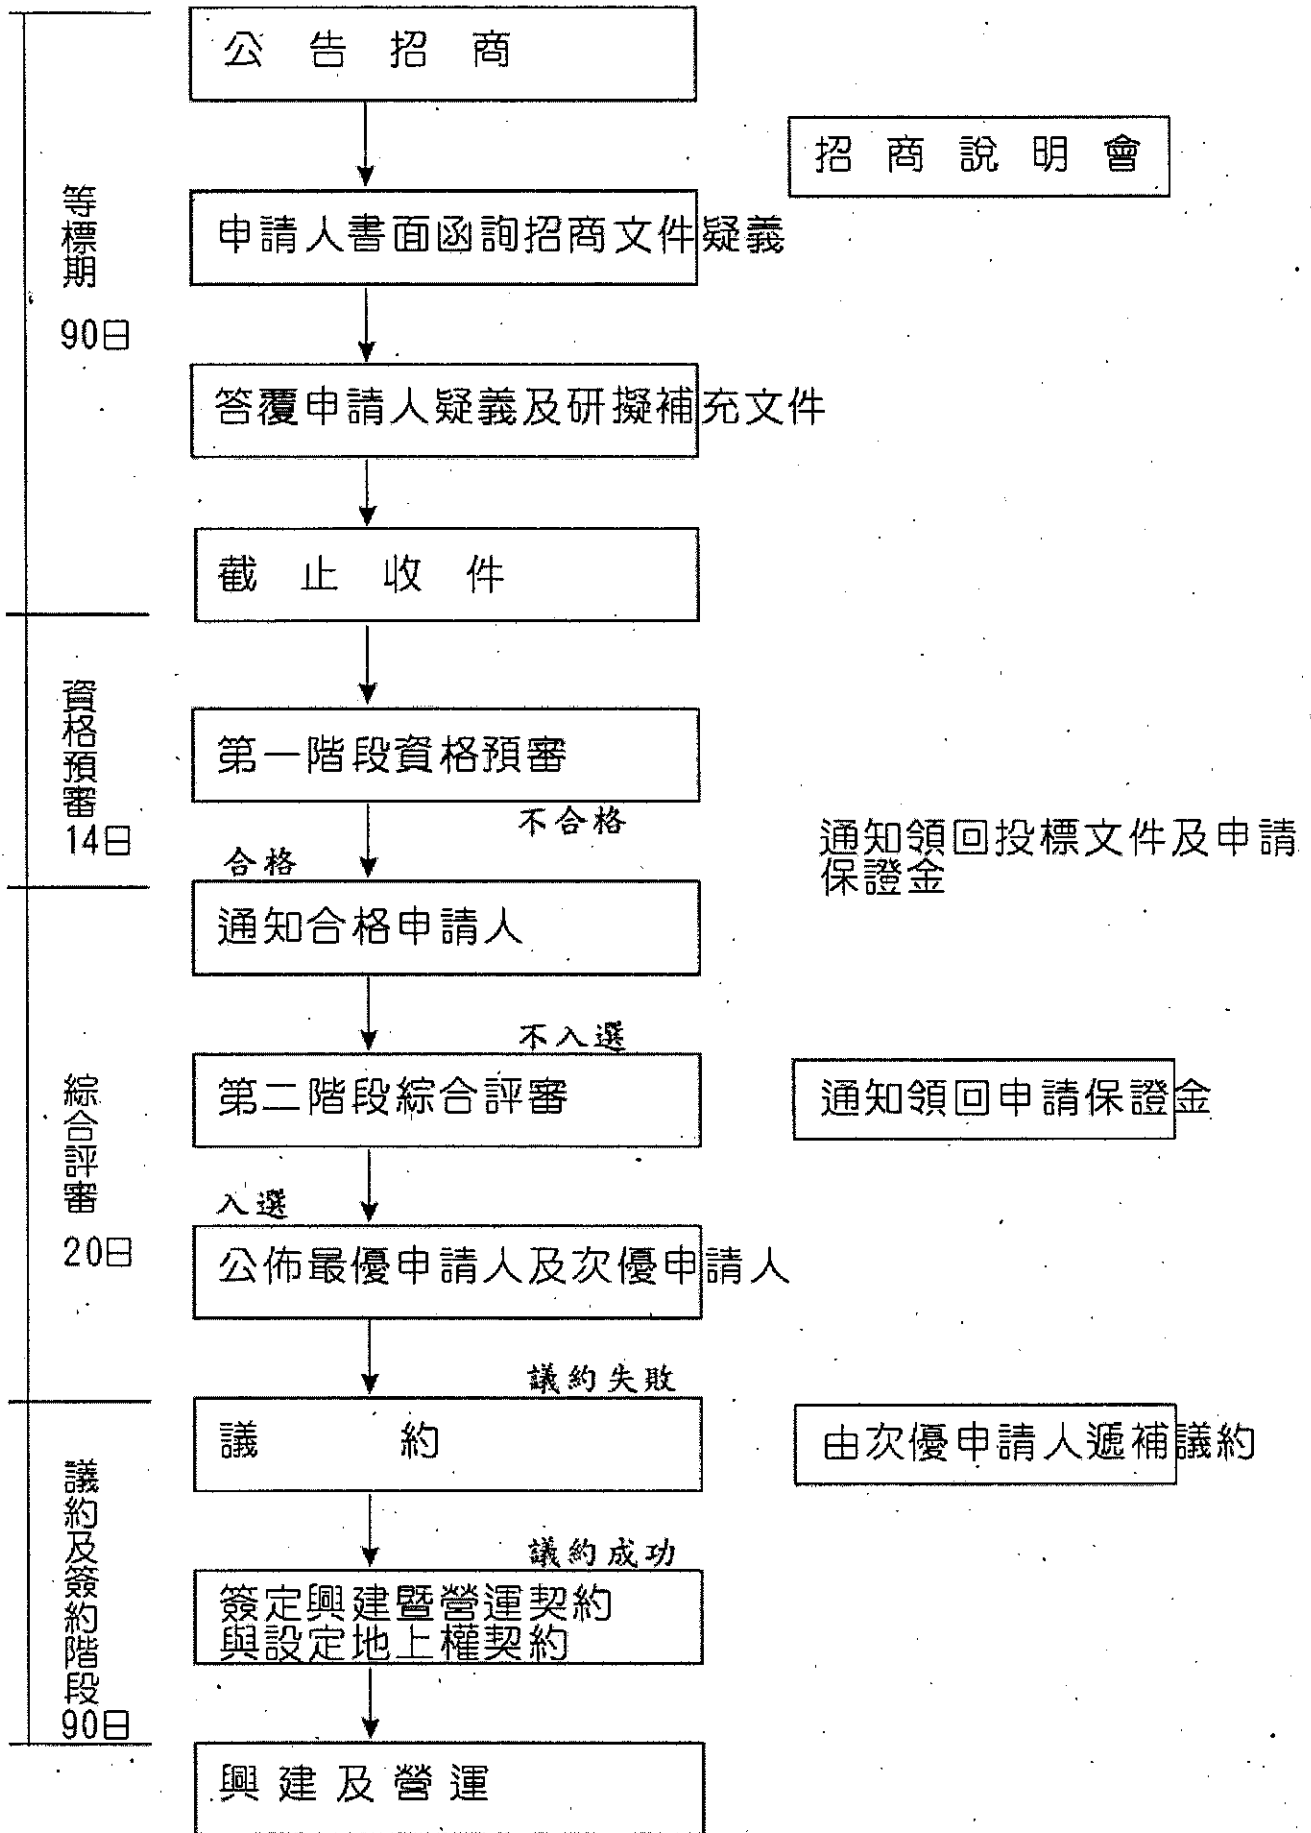 公告招商
招商說明會
等標期
90日
申請人書面函詢招商文件疑義
答覆申請人疑義及研擬補充文件
截止收件
資格預審
14日
第一階段資格預審
不合格
通知領回投標文件及申請
保證金
合格
通知合格申請人
綜合評審
20日
不入選
第二階段綜合評審
通知領回申請保證金
入選
公佈最優申請人及次優申請人
議約及簽約階段
90日
議約失敗
議約
由次優申請人遞補議約
議約成功
簽定興建暨營運契約
與設定地上權契約
興建及營運